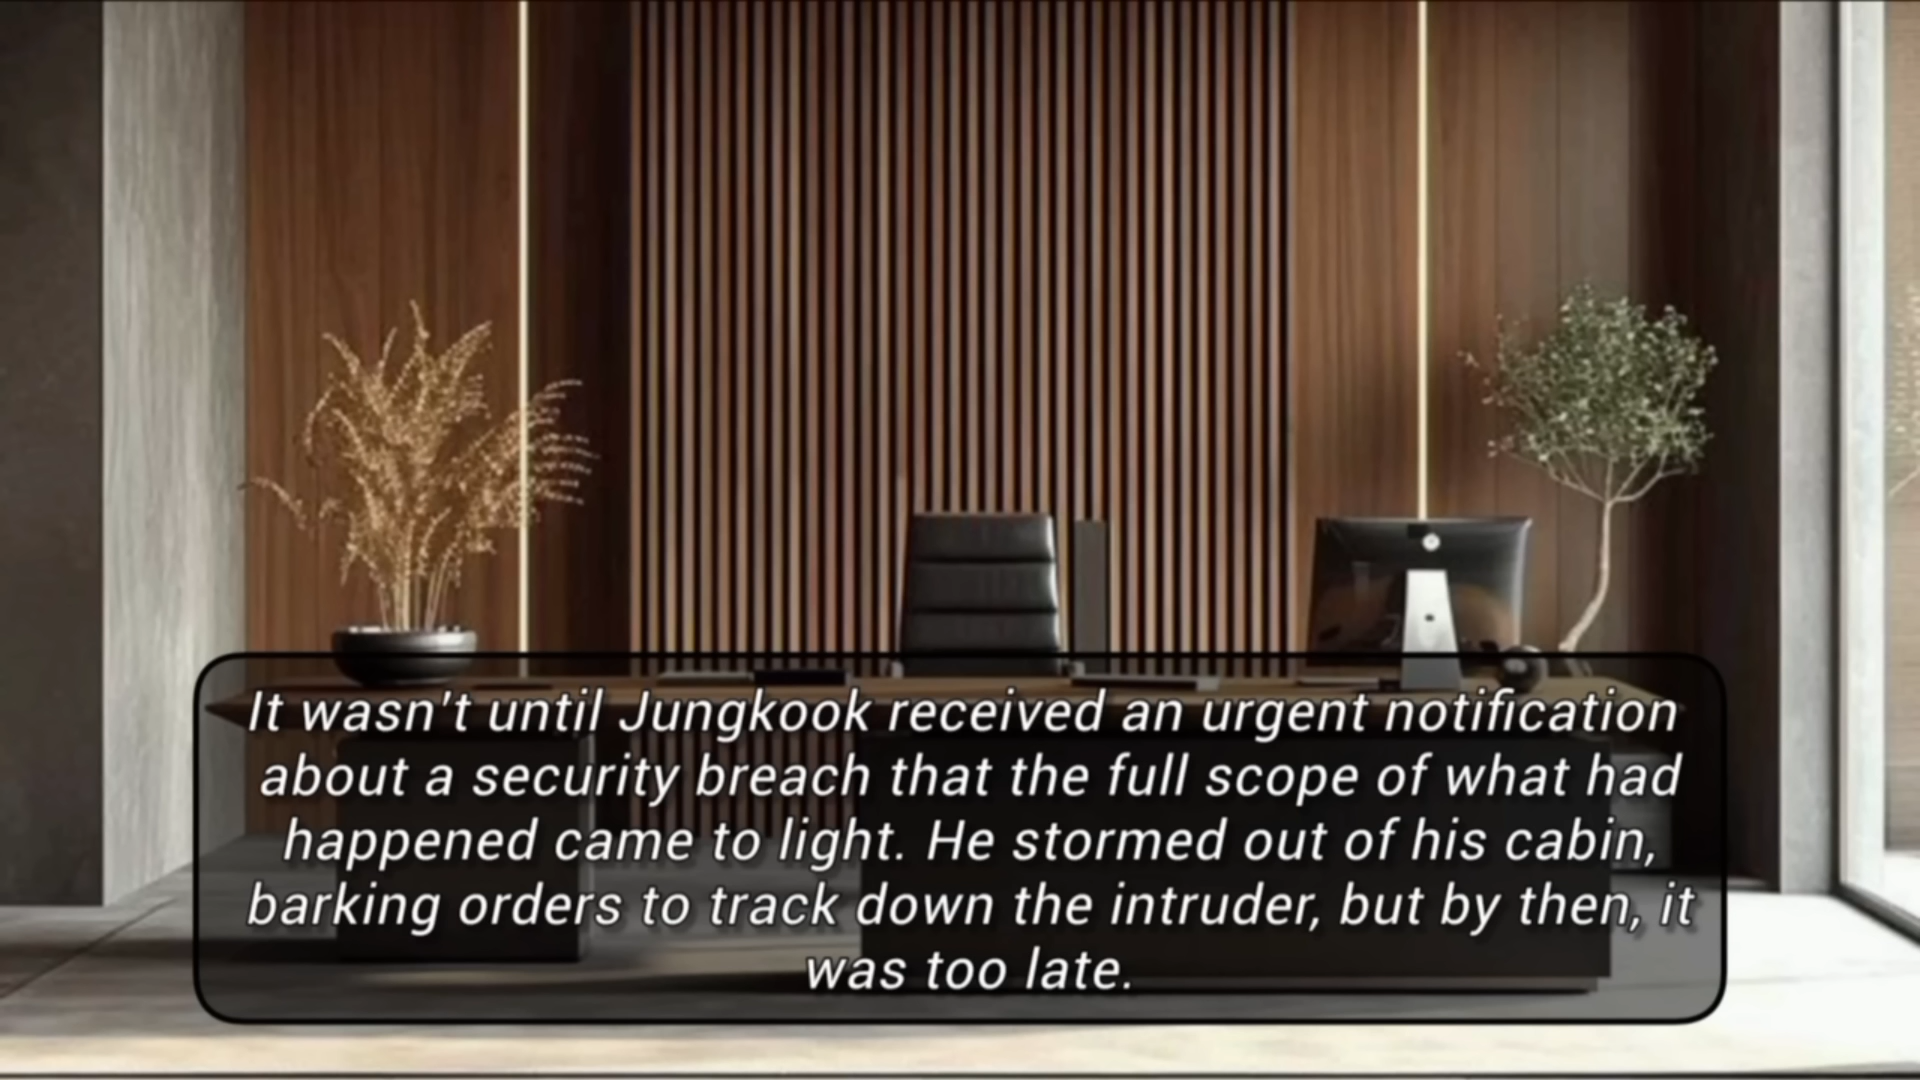 It wasn't until Jungkook received an urgent notification
about a security breach that the full scope of what had
happened came to light. He stormed out of his cabin,
barking orders to track down the intruder, but by then, it
was too late.